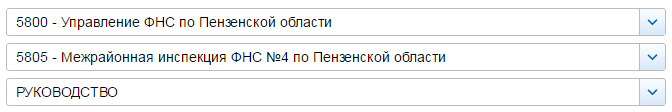 5800 - Управление ФНС по Пензенской области
5805 - Межрайонная инспекция ФНС №4 по Пензенской области
РУКОВОДСТВО